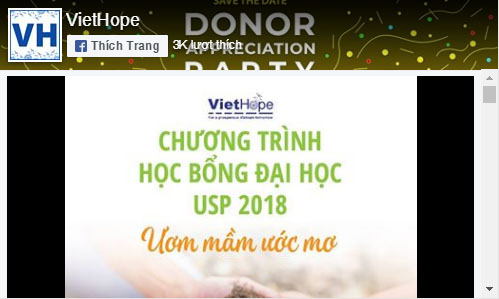 SAVE THE DATE
DONOR
APPRECIATION
PARTY
VH
VietHope
Thích Trang
3K lượt thích
VietHope
CHƯƠNG TRÌNH
HỌC BỔNG ĐẠI HỌC
USP 2018
Ươm mầm ước mơ